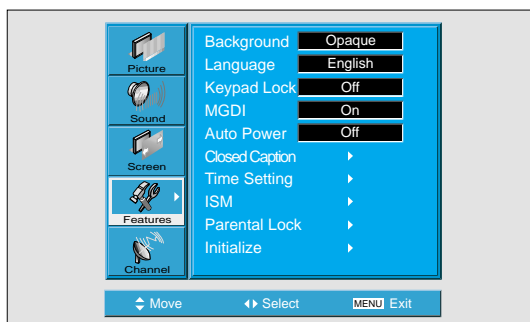 Picture
Sound
Screen
Features
Channel
Background Opaque
Language English
Keypad Lock Off
MGDI On
Auto Power Off
Closed Caption
Time Setting
ISM
Parental Lock
Initialize
Move Select MENU Exit